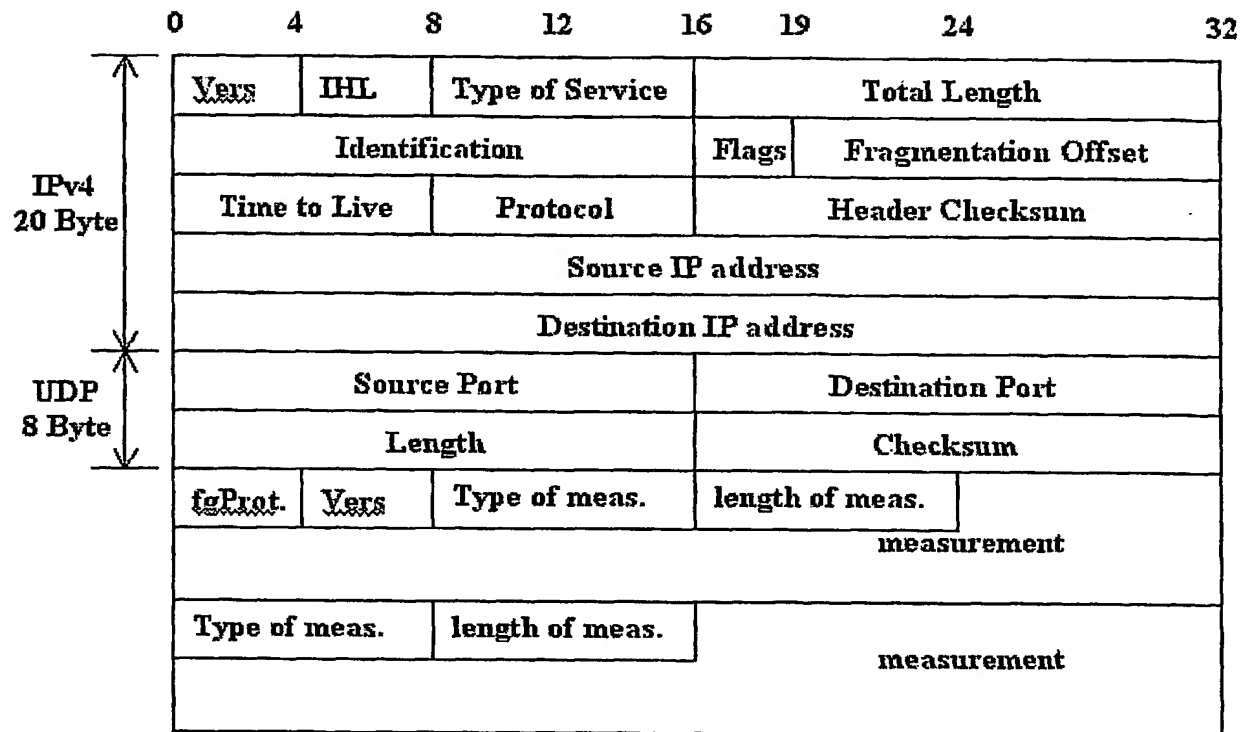 0 4 8 12 16 19 24 32
Vers IHL Type of Service Total Length
Identification Flags Fragmentation Offset
IPv4
20 Byte
Time to Live Protocol Header Checksum
Source IP address
Destination IP address
UDP
8 Byte
Source Port Destination Port
Length Checksum
fgProt. Vers Type of meas. length of meas.
measurement
Type of meas. length of meas.
measurement